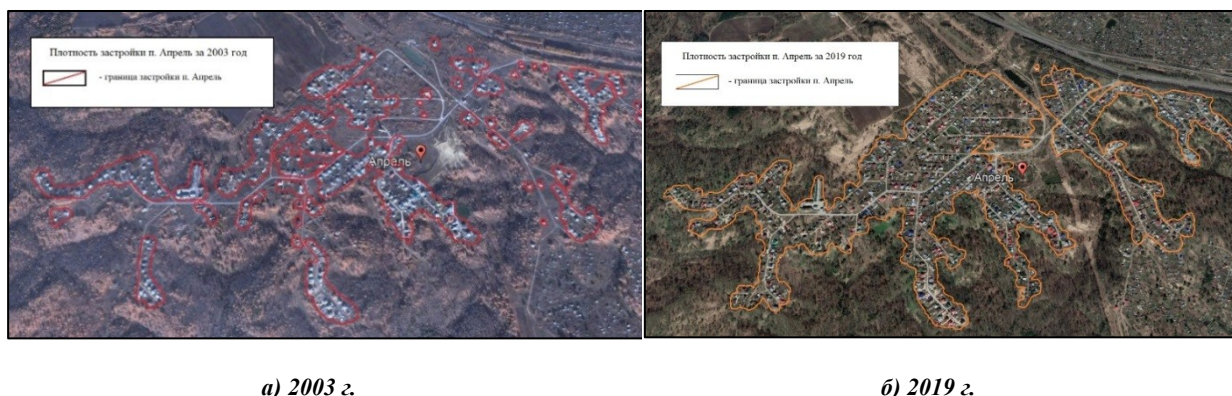 Плотность застройки п. Апрель за 2003 год
- граница застройки п. Апрель
Апрель
Плотность застройки п. Апрель за 2019 год
- граница застройки п. Апрель
Апрель
а) 2003 г.
б) 2019 г.